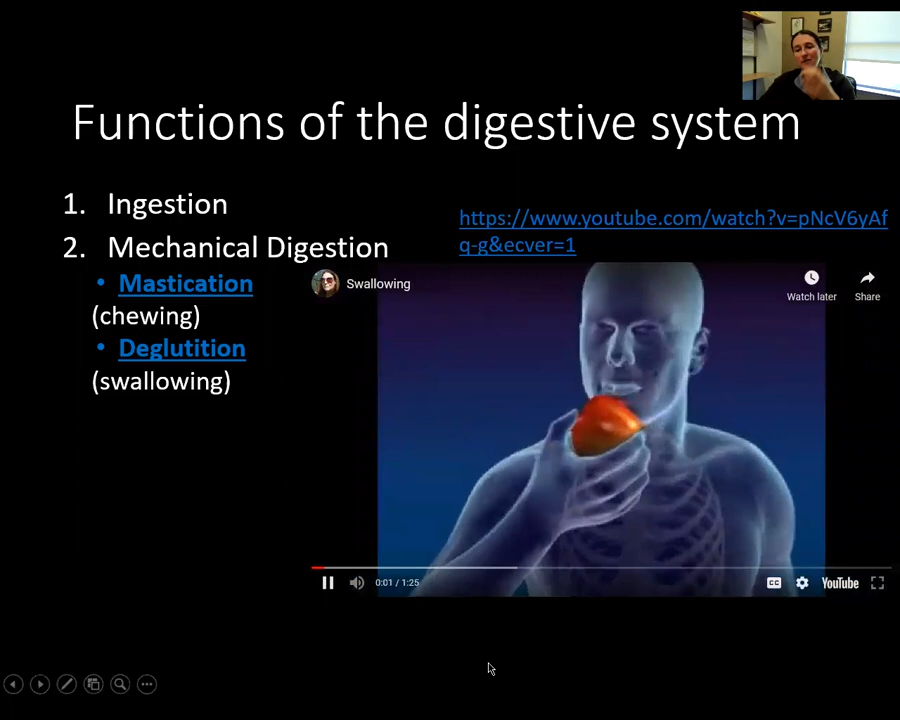 Functions of the digestive system
1. Ingestion
2. Mechanical Digestion
• Mastication
(chewing)
• Deglutition
(swallowing)
https://www.youtube.com/watch?v=pNcV6yAf
q-g&ecver=1
Swallowing
Watch later
Share
0:01 / 1:25
CC
YouTube